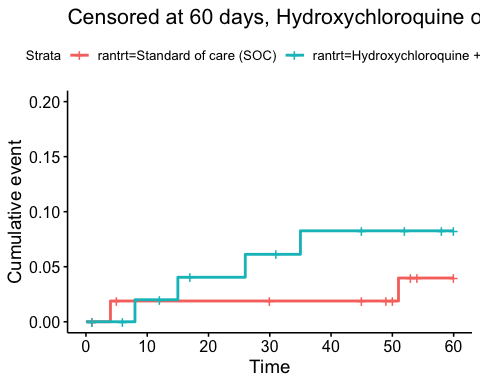 Censored at 60 days, Hydroxychloroquine o
Strata rantrt=Standard of care (SOC) rantrt=Hydroxychloroquine +
Cumulative event
0.20
0.15
0.10
0.05
0.00
0 10 20 30 40 50 60
Time